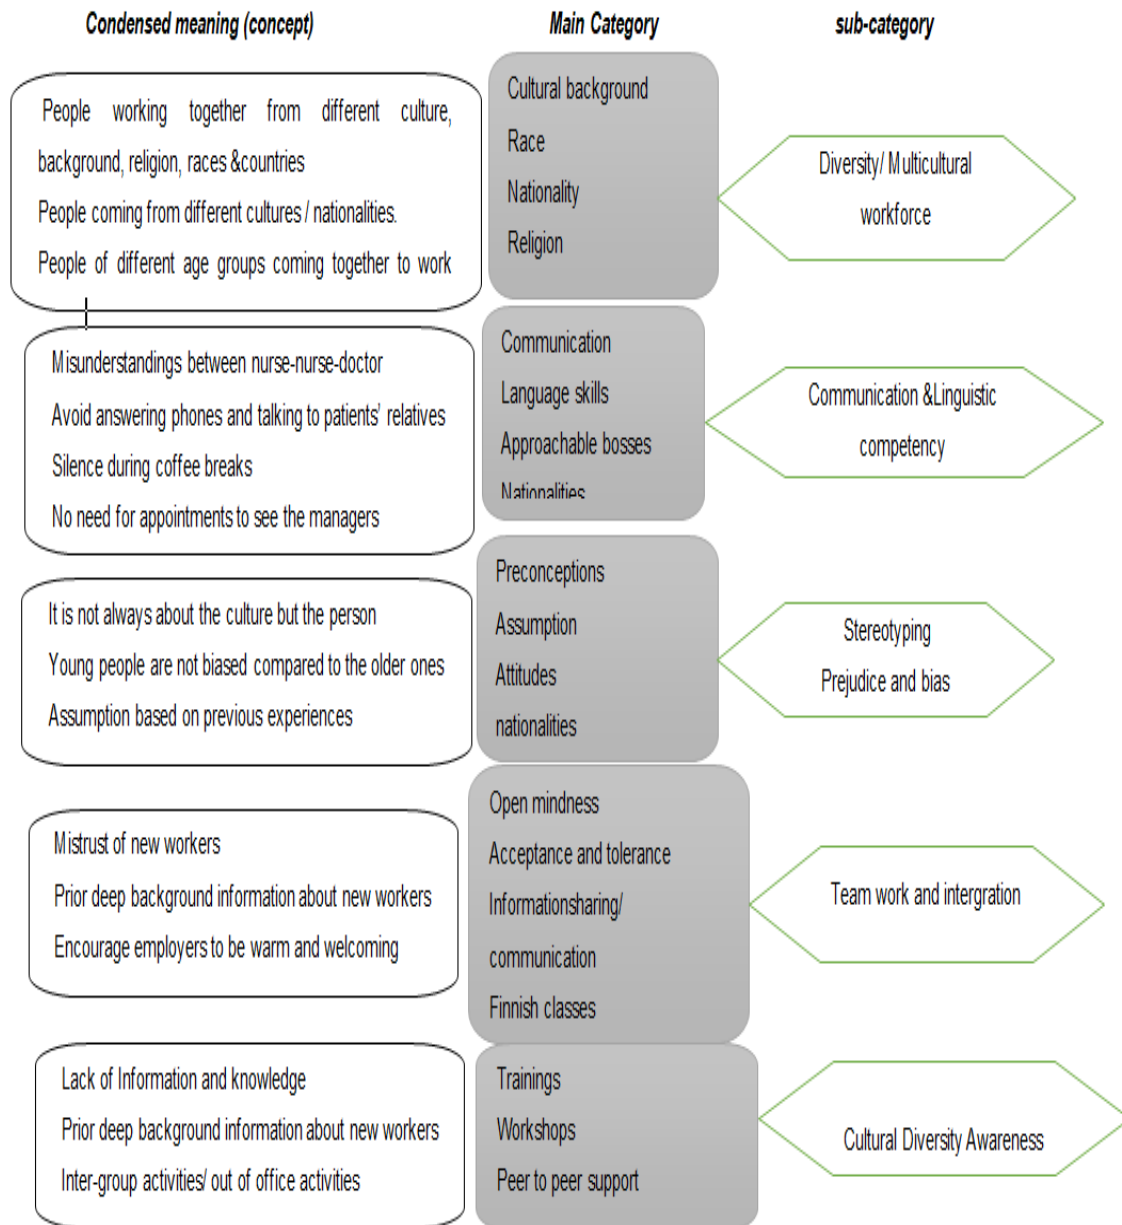 Condensed meaning (concept)
Main Category
sub-category
People working together from different culture,
background, religion, races &countries
People coming from different cultures / nationalities.
People of different age groups coming together to work
Cultural background
Race
Nationality
Religion
Diversity/ Multicultural
workforce
Misunderstandings between nurse-nurse-doctor
Avoid answering phones and talking to patients' relatives
Silence during coffee breaks
No need for appointments to see the managers
Communication
Language skills
Approachable bosses
Nationalities
Communication &Linguistic
competency
It is not always about the culture but the person
Young people are not biased compared to the older ones
Assumption based on previous experiences
Preconceptions
Assumption
Attitudes
nationalities
Stereotyping
Prejudice and bias
Mistrust of new workers
Prior deep background information about new workers
Encourage employers to be warm and welcoming
Open mindness
Acceptance and tolerance
Informationsharing/
communication
Finnish classes
Team work and intergration
Lack of Information and knowledge
Prior deep background information about new workers
Inter-group activities/ out of office activities
Trainings
Workshops
Peer to peer support
Cultural Diversity Awareness